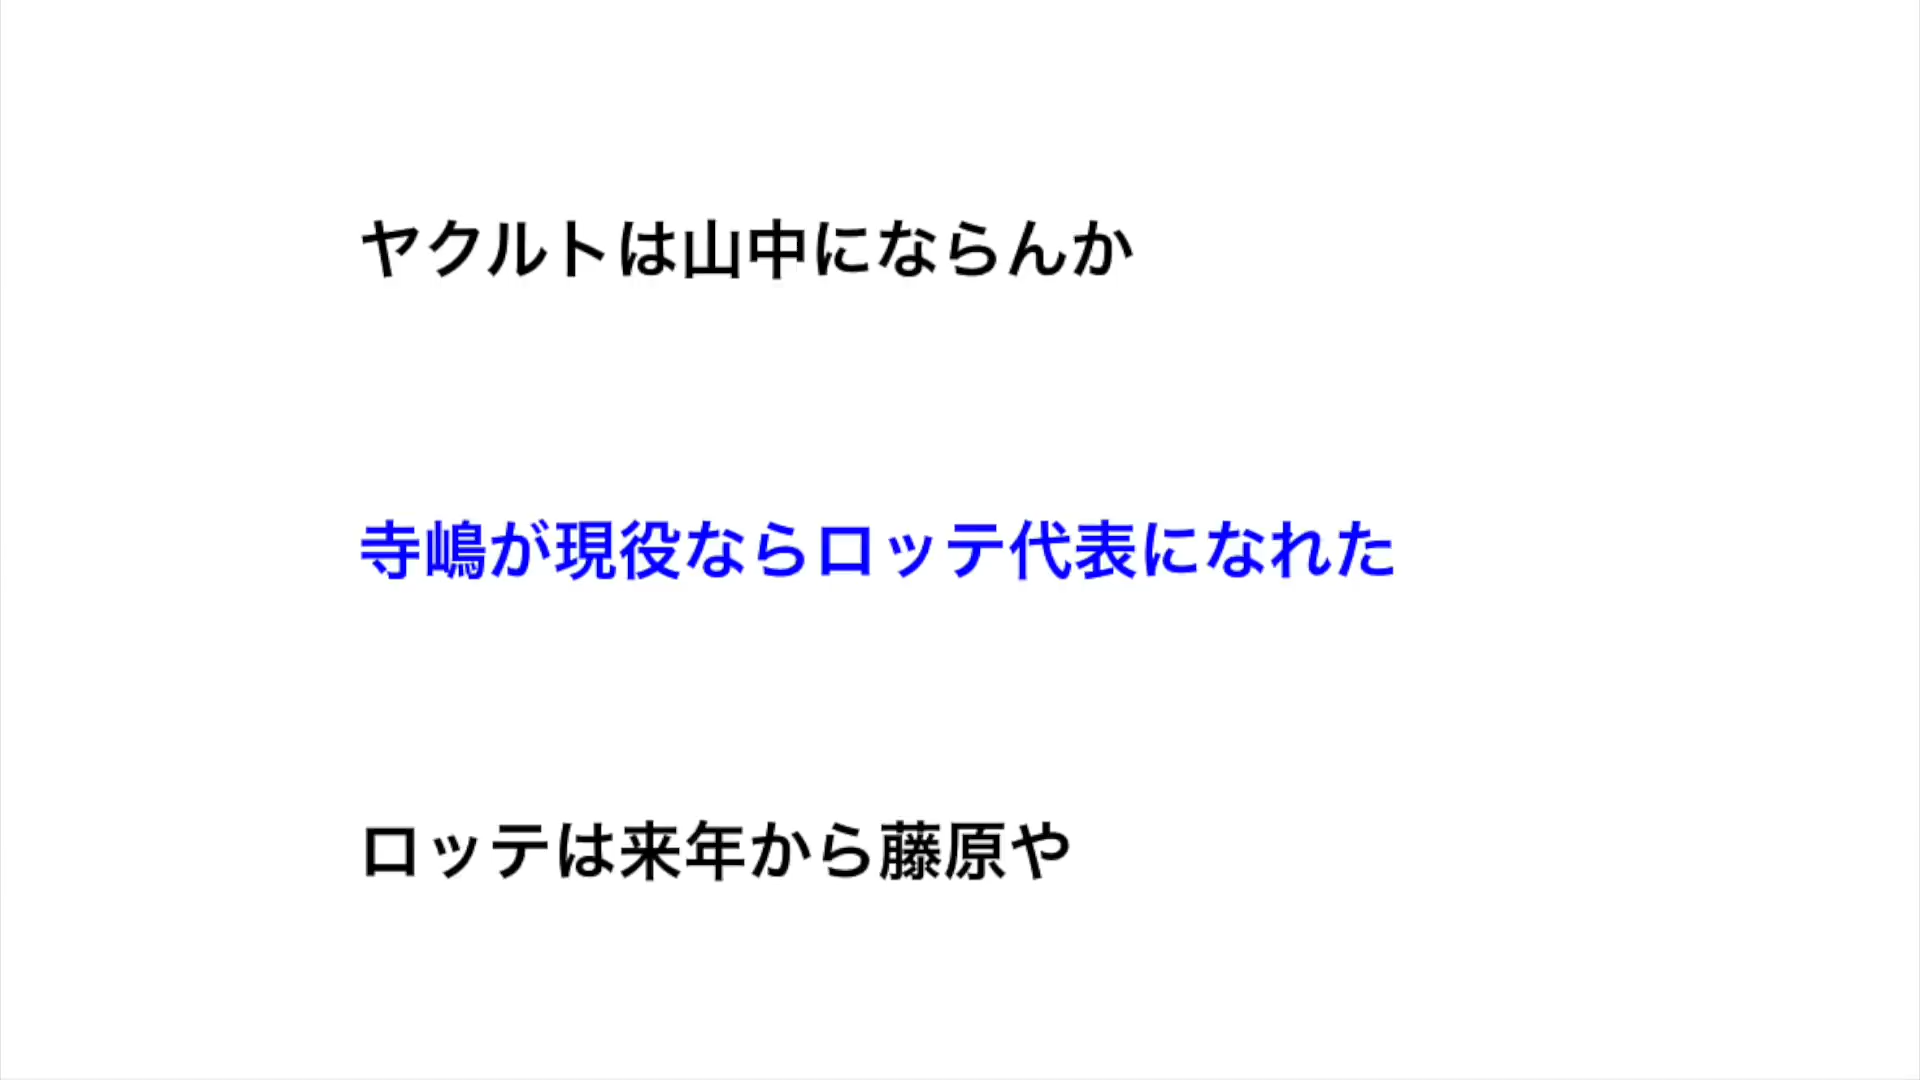 ヤクルトは山中にならんか
寺嶋が現役ならロッテ代表になれた
ロッテは来年から藤原や